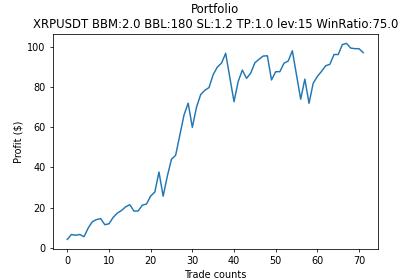 Portfolio
XRPUSDT BBM:2.0 BBL:180 SL:1.2 TP:1.0 lev:15 WinRatio:75.0
100
80
60
40
20
0
Profit ($)
0 10 20 30 40 50 60 70
Trade counts